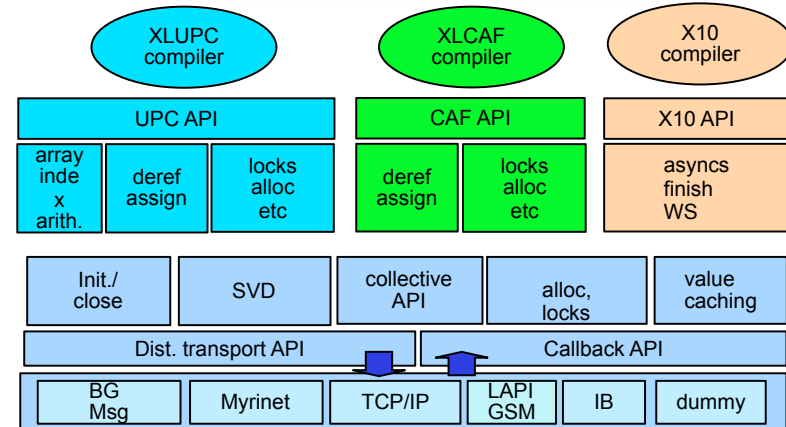 XLUPC
compiler
XLCAF
compiler
X10
compiler
UPC API
CAF API
X10 API
array
inde
x
arith.
deref
assign
locks
alloc
etc
deref
assign
locks
alloc
etc
asyncs
finish
WS
Init./
close
SVD
collective
API
alloc,
locks
value
caching
Dist. transport API
Callback API
BG
Msg
Myrinet
TCP/IP
LAPI
GSM
IB
dummy